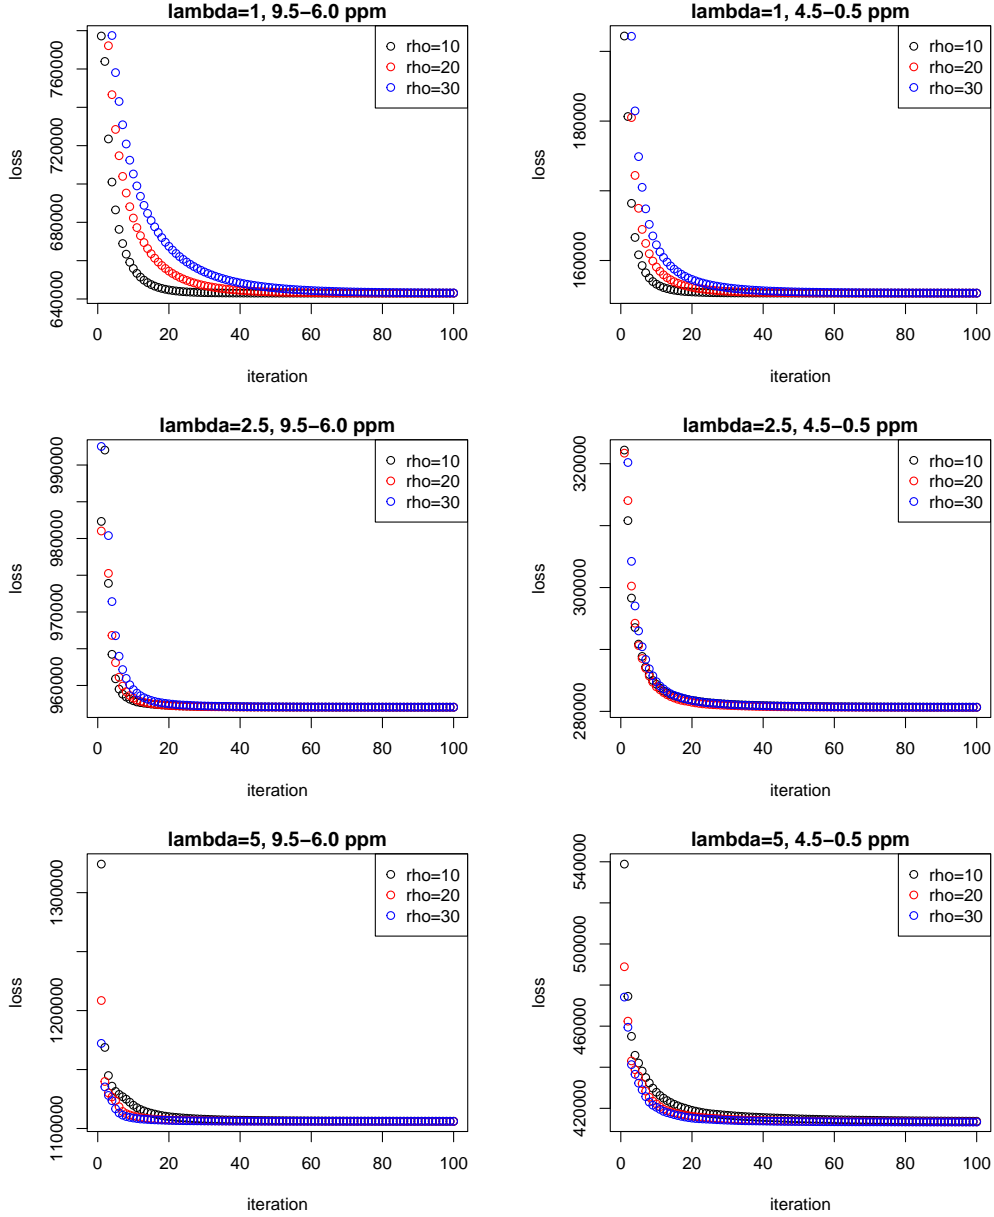 lambda=1, 9.5−6.0 ppm
rho=10
rho=20
rho=30
loss
640000 680000 720000 760000
0 20 40 60 80 100
iteration
lambda=1, 4.5−0.5 ppm
rho=10
rho=20
rho=30
loss
160000 180000
0 20 40 60 80 100
iteration
lambda=2.5, 9.5−6.0 ppm
rho=10
rho=20
rho=30
loss
960000 970000 980000 990000
0 20 40 60 80 100
iteration
lambda=2.5, 4.5−0.5 ppm
rho=10
rho=20
rho=30
loss
280000 300000 320000
0 20 40 60 80 100
iteration
lambda=5, 9.5−6.0 ppm
rho=10
rho=20
rho=30
loss
1100000 1200000 1300000
0 20 40 60 80 100
iteration
lambda=5, 4.5−0.5 ppm
rho=10
rho=20
rho=30
loss
420000 460000 500000 540000
0 20 40 60 80 100
iteration